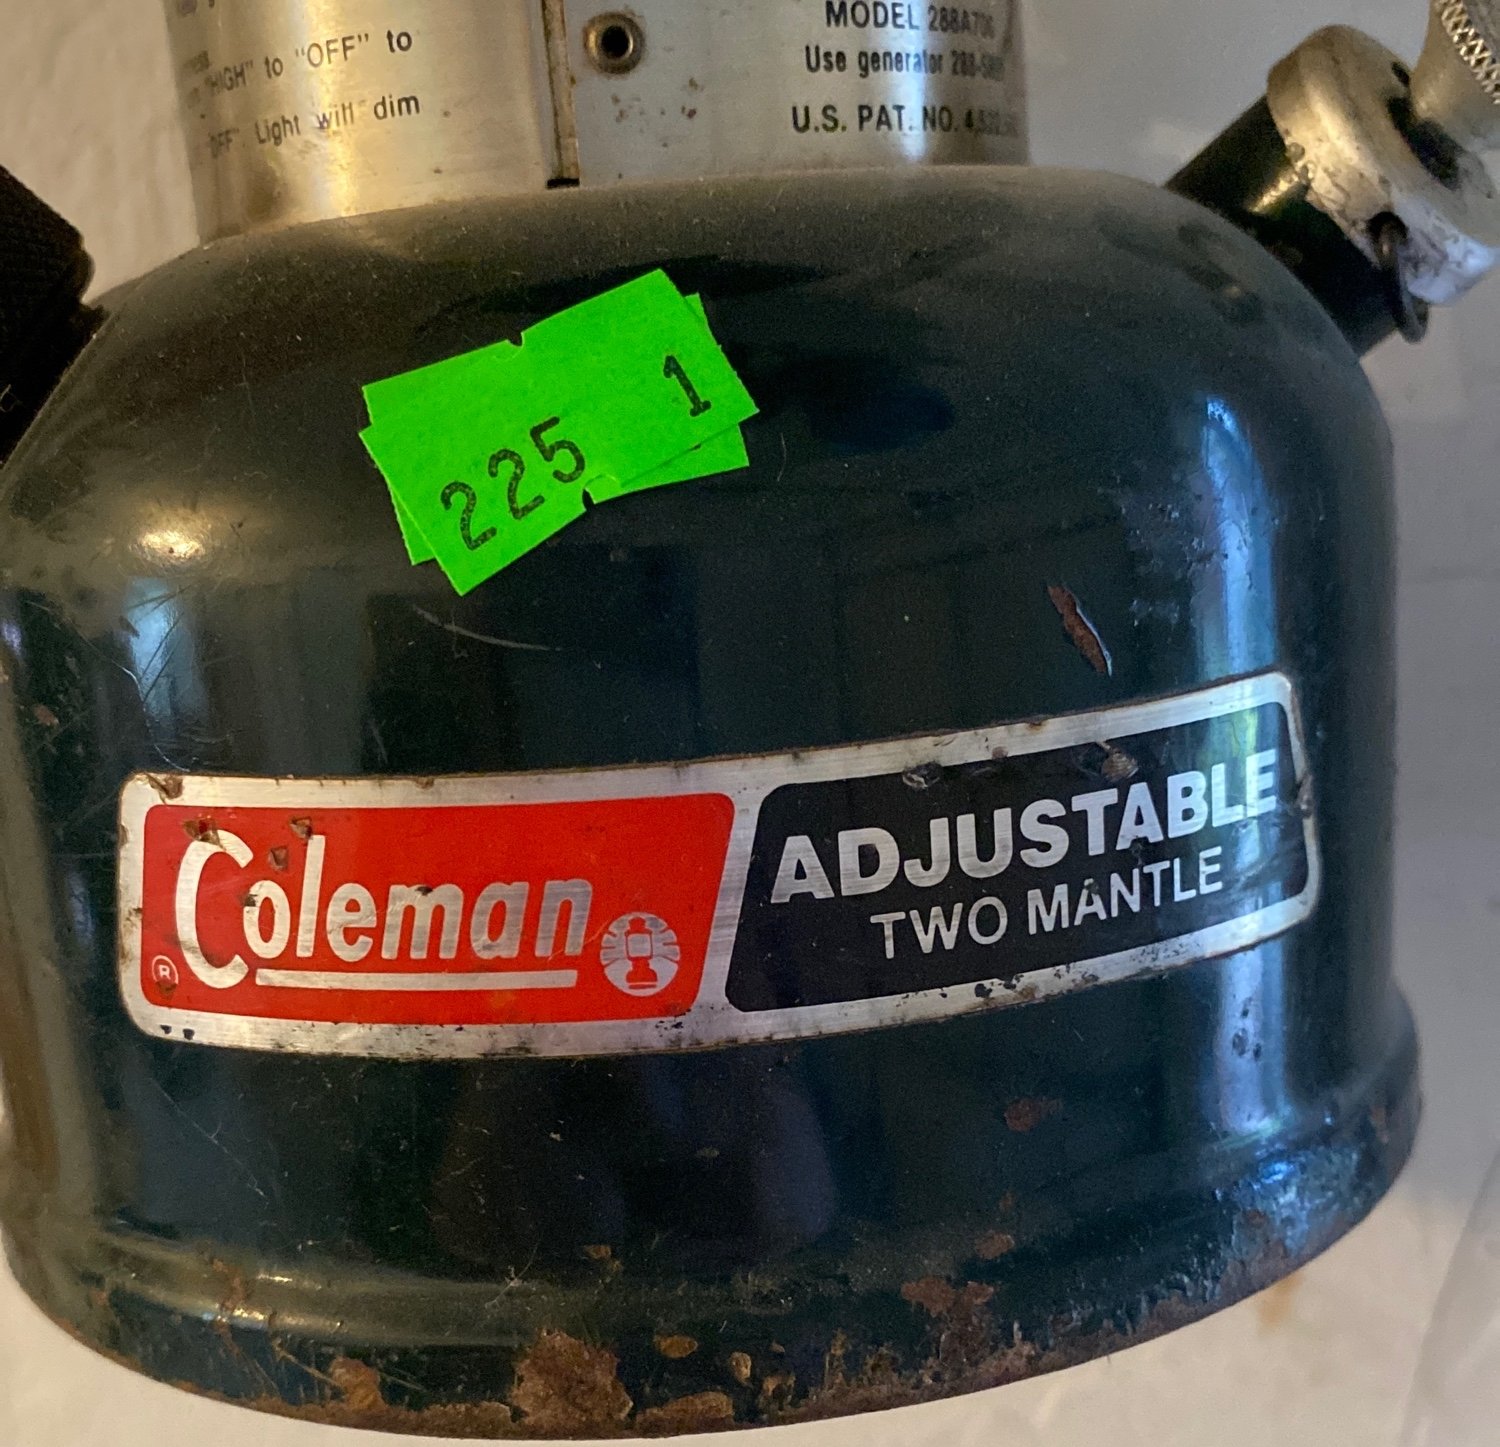 "HIGH" to "OFF" to
OFF" Light will dim
MODEL 288A700
Use generator
U.S. PAT. NO.
225 1
Coleman
®
ADJUSTABLE
TWO MANTLE